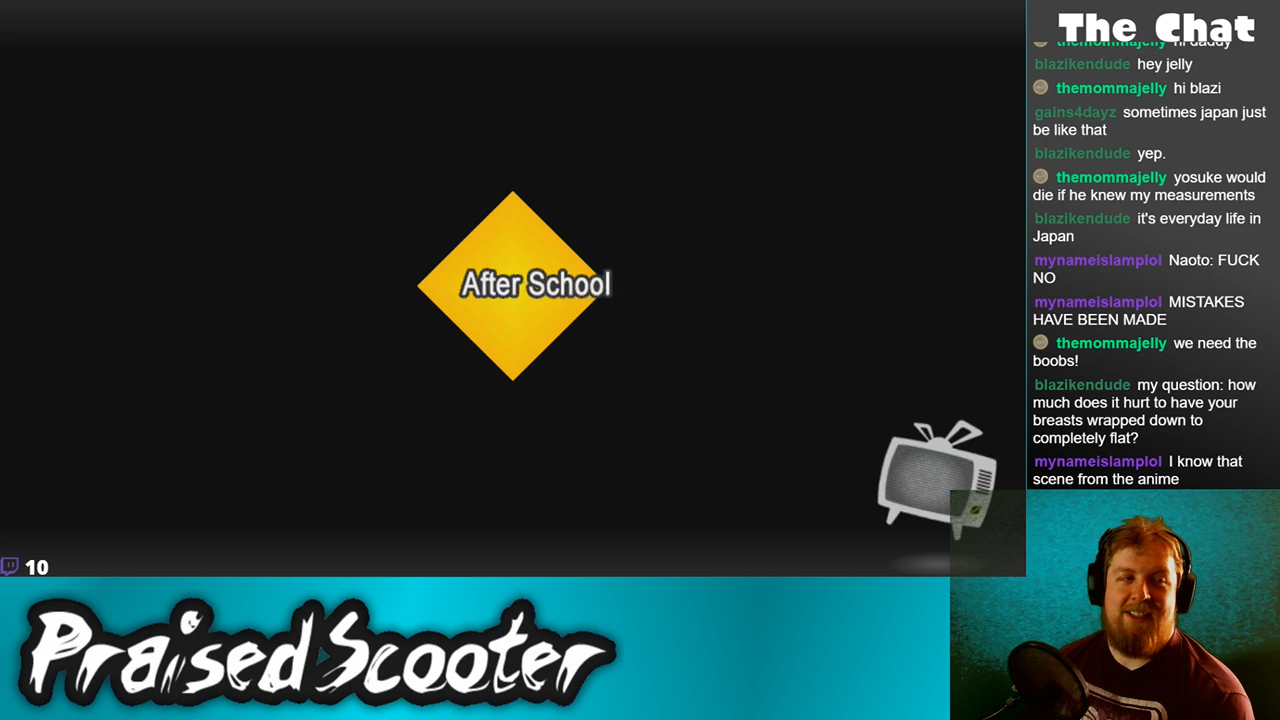 The Chat
themommajelly hi daddy
blazikendude hey jelly
themommajelly hi blazi
gains4dayz sometimes japan just
be like that
blazikendude yep.
themommajelly yosuke would
die if he knew my measurements
blazikendude it's everyday life in
Japan
mynameislamplol Naoto: FUCK
NO
mynameislamplol MISTAKES
HAVE BEEN MADE
themommajelly we need the
boobs!
blazikendude my question: how
much does it hurt to have your
breasts wrapped down to
completely flat?
mynameislamplol I know that
scene from the anime
After School
10
PraisedScooter